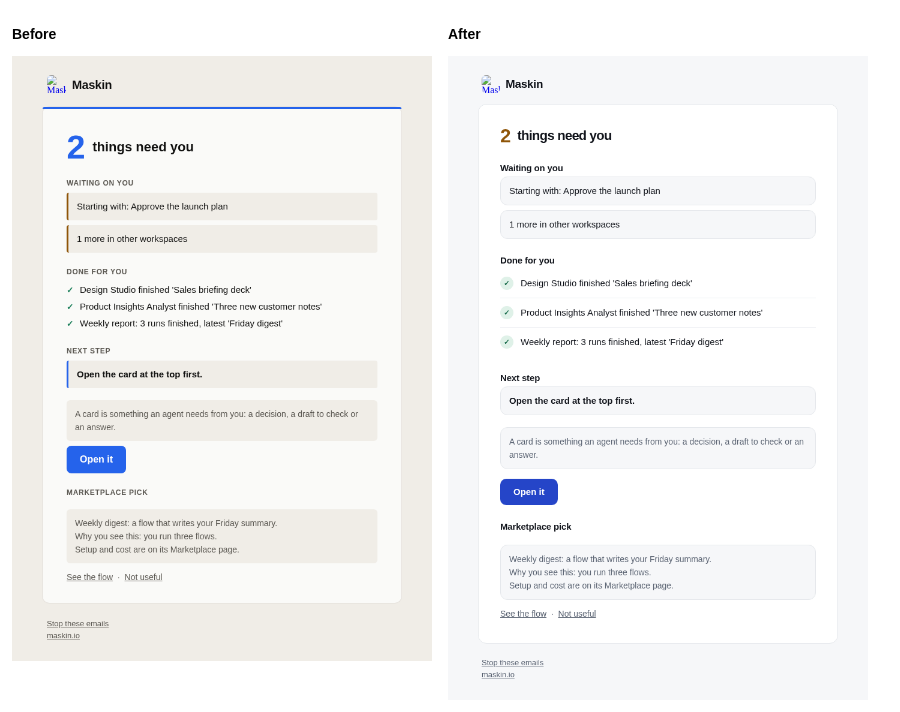 Before
Mask Maskin
2 things need you
WAITING ON YOU
Starting with: Approve the launch plan
1 more in other workspaces
DONE FOR YOU
✓ Design Studio finished 'Sales briefing deck'
✓ Product Insights Analyst finished 'Three new customer notes'
✓ Weekly report: 3 runs finished, latest 'Friday digest'
NEXT STEP
Open the card at the top first.
A card is something an agent needs from you: a decision, a draft to check or
an answer.
Open it
MARKETPLACE PICK
Weekly digest: a flow that writes your Friday summary.
Why you see this: you run three flows.
Setup and cost are on its Marketplace page.
See the flow · Not useful
Stop these emails
maskin.io
After
Maskin
2 things need you
Waiting on you
Starting with: Approve the launch plan
1 more in other workspaces
Done for you
✓ Design Studio finished 'Sales briefing deck'
✓ Product Insights Analyst finished 'Three new customer notes'
✓ Weekly report: 3 runs finished, latest 'Friday digest'
Next step
Open the card at the top first.
A card is something an agent needs from you: a decision, a draft to check or an
answer.
Open it
Marketplace pick
Weekly digest: a flow that writes your Friday summary.
Why you see this: you run three flows.
Setup and cost are on its Marketplace page.
See the flow · Not useful
Stop these emails
maskin.io